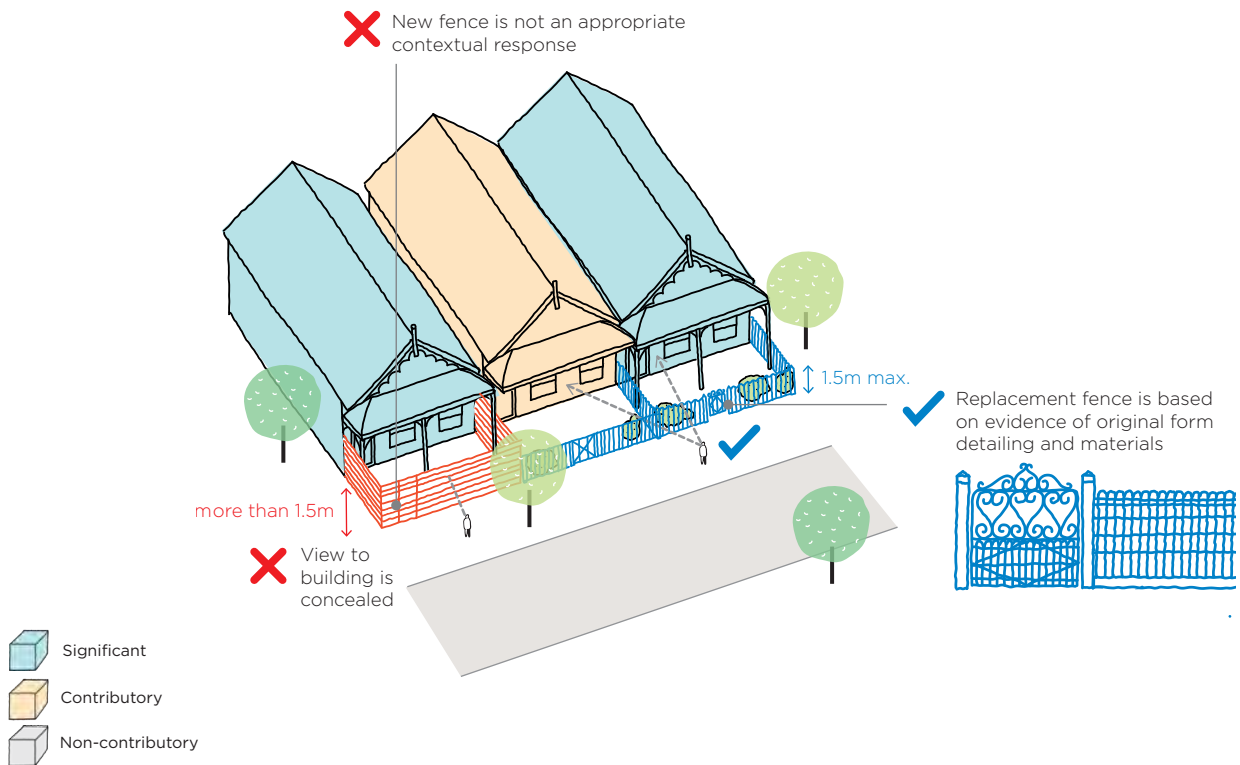 New fence is not an appropriate
contextual response
1.5m max.
Replacement fence is based
on evidence of original form
detailing and materials
more than 1.5m
View to
building is
concealed
Significant
Contributory
Non-contributory